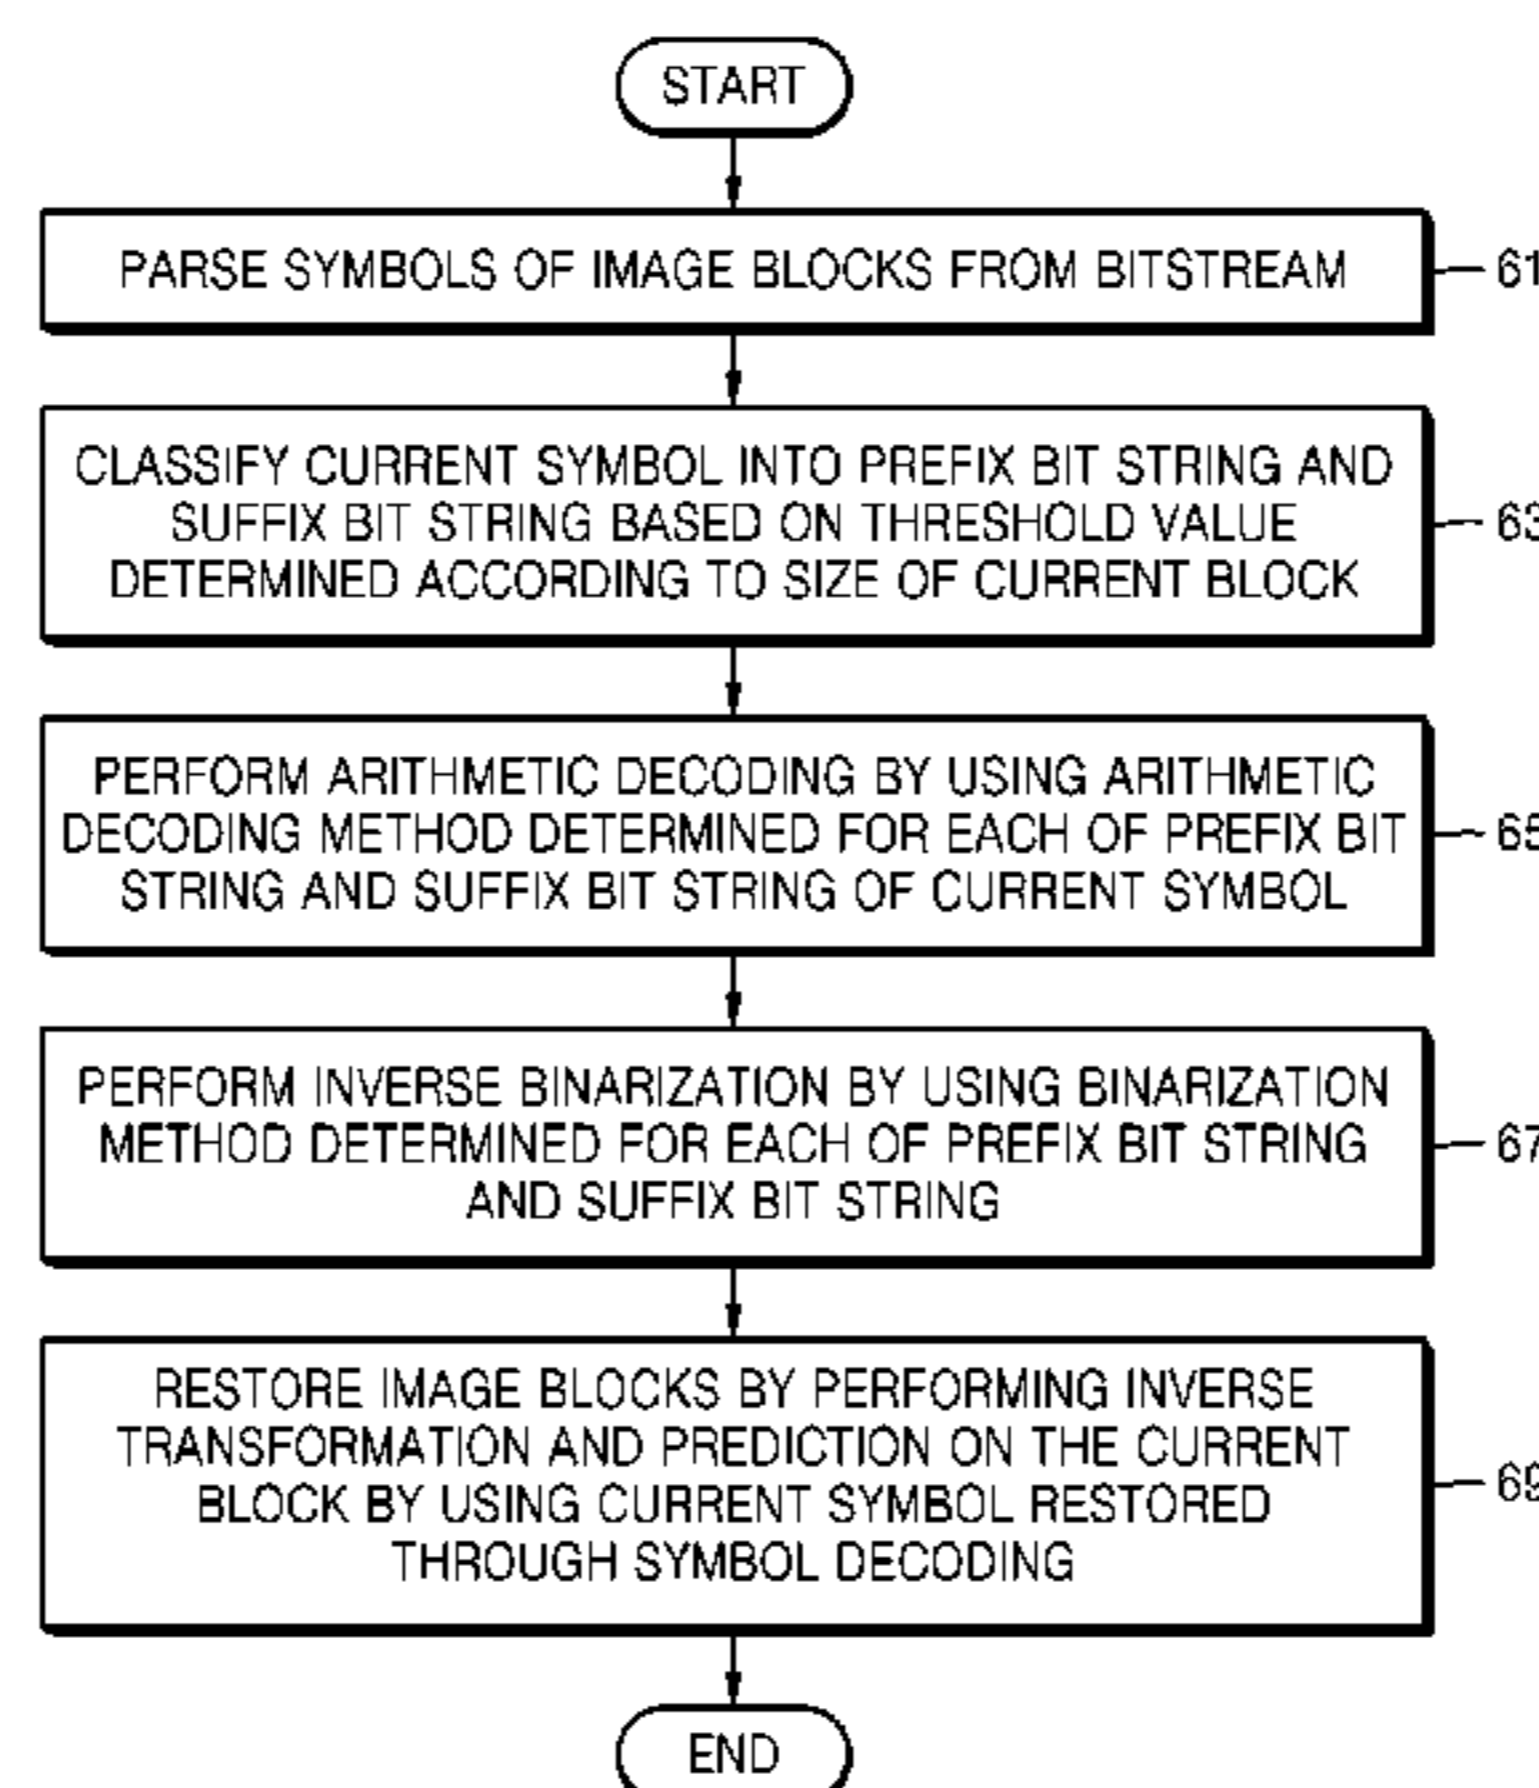 START
PARSE SYMBOLS OF IMAGE BLOCKS FROM BITSTREAM
61
CLASSIFY CURRENT SYMBOL INTO PREFIX BIT STRING AND
SUFFIX BIT STRING BASED ON THRESHOLD VALUE
DETERMINED ACCORDING TO SIZE OF CURRENT BLOCK
63
PERFORM ARITHMETIC DECODING BY USING ARITHMETIC
DECODING METHOD DETERMINED FOR EACH OF PREFIX BIT
STRING AND SUFFIX BIT STRING OF CURRENT SYMBOL
65
PERFORM INVERSE BINARIZATION BY USING BINARIZATION
METHOD DETERMINED FOR EACH OF PREFIX BIT STRING
AND SUFFIX BIT STRING
67
RESTORE IMAGE BLOCKS BY PERFORMING INVERSE
TRANSFORMATION AND PREDICTION ON THE CURRENT
BLOCK BY USING CURRENT SYMBOL RESTORED
THROUGH SYMBOL DECODING
69
END